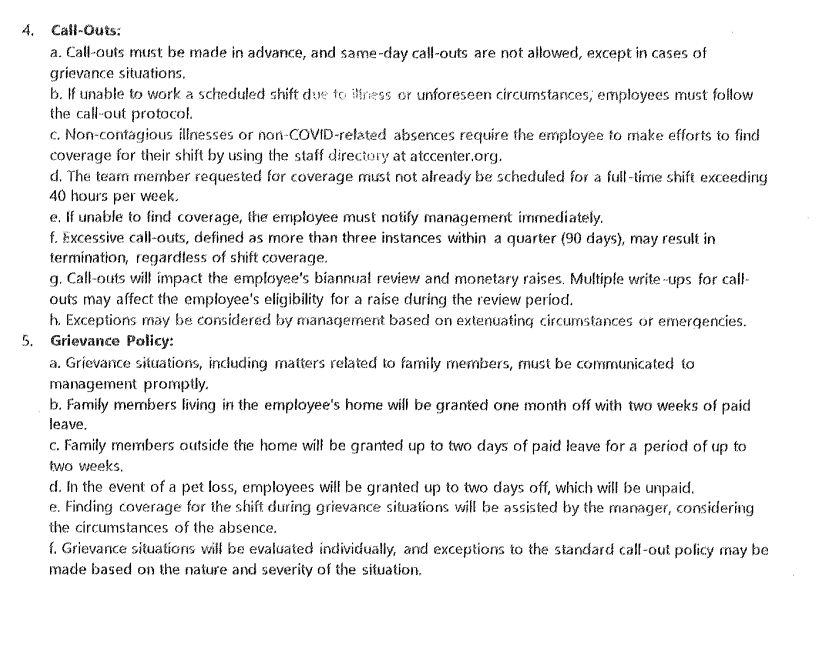 4. Call-Outs:
a. Call-outs must be made in advance, and same-day call-outs are not allowed, except in cases of
grievance situations.
b. If unable to work a scheduled shift due to illness or unforeseen circumstances, employees must follow
the call-out protocol.
c. Non-contagious illnesses or non-COVID-related absences require the employee to make efforts to find
coverage for their shift by using the staff directory at atccenter.org.
d. The team member requested for coverage must not already be scheduled for a full-time shift exceeding
40 hours per week.
e. If unable to find coverage, the employee must notify management immediately.
f. Excessive call-outs, defined as more than three instances within a quarter (90 days), may result in
termination, regardless of shift coverage.
g. Call-outs will impact the employee's biannual review and monetary raises. Multiple write-ups for call-
outs may affect the employee's eligibility for a raise during the review period.
h. Exceptions may be considered by management based on extenuating circumstances or emergencies.
5. Grievance Policy:
a. Grievance situations, including matters related to family members, must be communicated to
management promptly.
b. Family members living in the employee's home will be granted one month off with two weeks of paid
leave.
c. Family members outside the home will be granted up to two days of paid leave for a period of up to
two weeks.
d. In the event of a pet loss, employees will be granted up to two days off, which will be unpaid.
e. Finding coverage for the shift during grievance situations will be assisted by the manager, considering
the circumstances of the absence.
f. Grievance situations will be evaluated individually, and exceptions to the standard call-out policy may be
made based on the nature and severity of the situation.